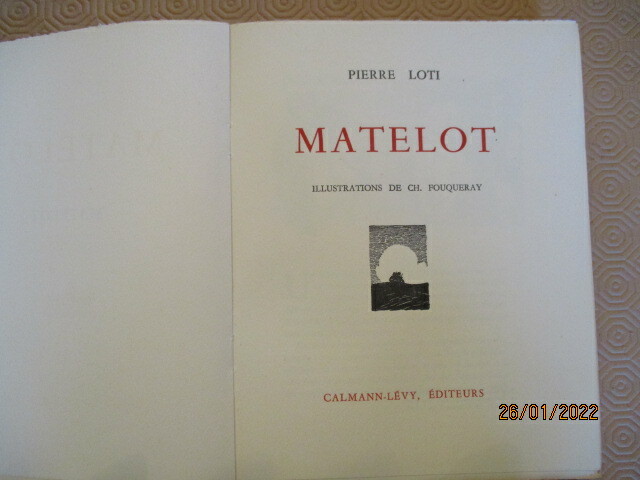 PIERRE LOTI
MATELOT
ILLUSTRATIONS DE CH. FOUQUERAY
CALMANN-LÉVY, ÉDITEURS
26/01/2022